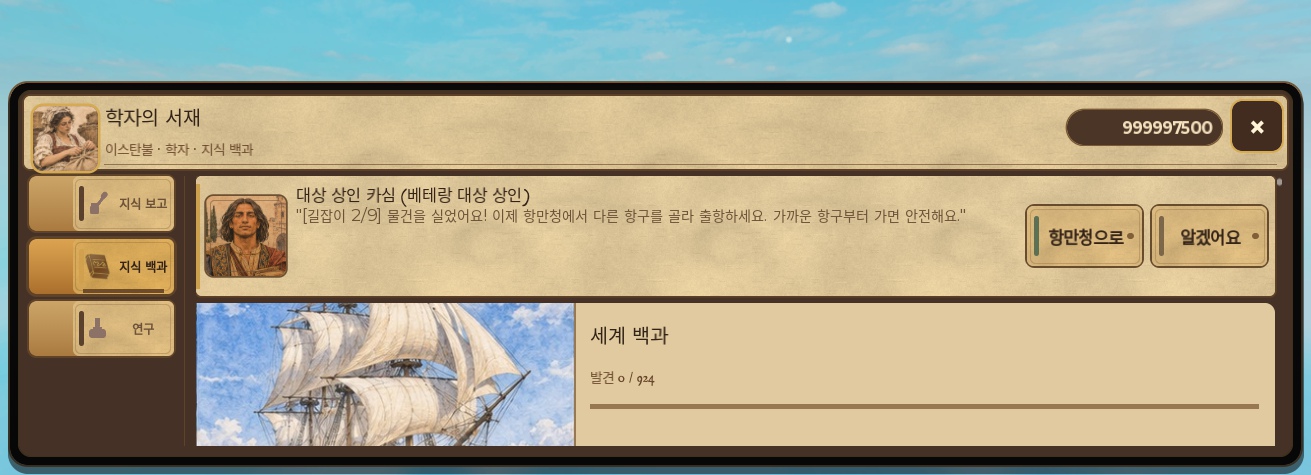 학자의 서재
이스탄불 · 학자 · 지식 백과
999997500
×
지식 보고
지식 백과
연구
대상 상인 카심 (베테랑 대상 상인)
"[길잡이 2/9] 물건을 실었어요! 이제 항만청에서 다른 항구를 골라 출항하세요. 가까운 항구부터 가면 안전해요."
항만청으로
알겠어요
세계 백과
발견 0 / 924